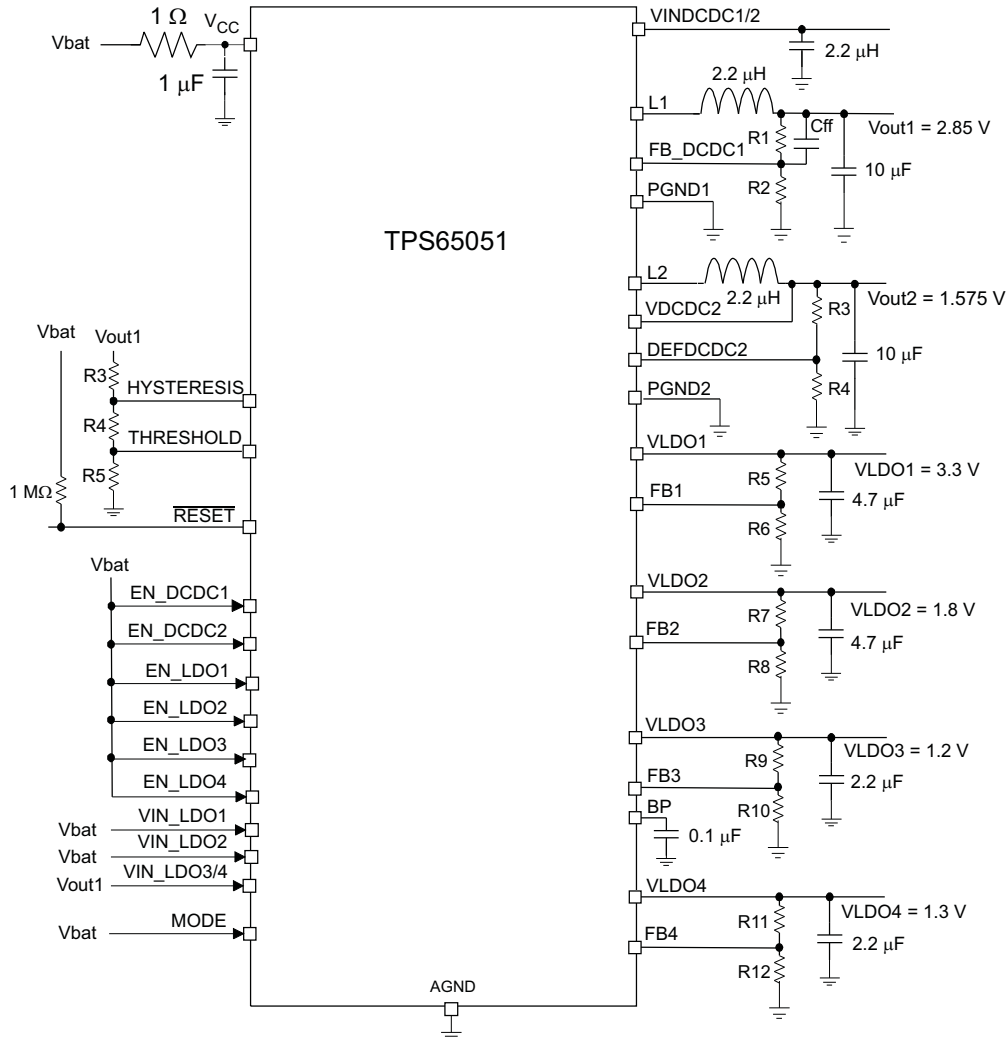 1 Ω
Vbat
VCC
1 μF
VINDCDC1/2
2.2 μH
2.2 μH
L1
Vout1 = 2.85 V
R1
Cff
FB_DCDC1
10 μF
R2
PGND1
TPS65051
L2
2.2 μH
Vout2 = 1.575 V
R3
VDCDC2
DEFDCDC2
10 μF
R4
PGND2
Vbat
Vout1
R3
HYSTERESIS
R4
THRESHOLD
R5
1 MΩ
RESET
VLDO1
VLDO1 = 3.3 V
R5
4.7 μF
FB1
R6
Vbat
EN_DCDC1
EN_DCDC2
EN_LDO1
EN_LDO2
EN_LDO3
EN_LDO4
Vbat VIN_LDO1
Vbat VIN_LDO2
Vout1 VIN_LDO3/4
Vbat MODE
VLDO2
VLDO2 = 1.8 V
R7
4.7 μF
FB2
R8
VLDO3
VLDO3 = 1.2 V
R9
2.2 μF
FB3
R10
BP
0.1 μF
VLDO4
VLDO4 = 1.3 V
R11
2.2 μF
FB4
R12
AGND